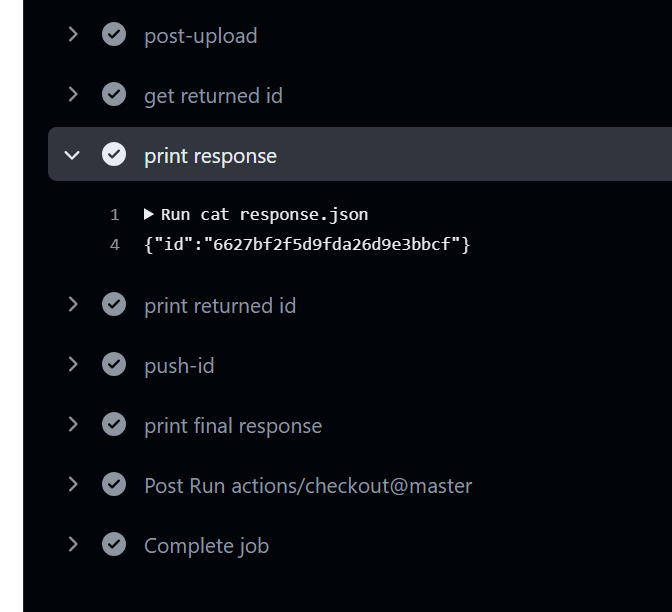 post-upload
get returned id
print response
1 Run cat response.json
4 {"id":"6627bf2f5d9fda26d9e3bbcf"}
print returned id
push-id
print final response
Post Run actions/checkout@master
Complete job